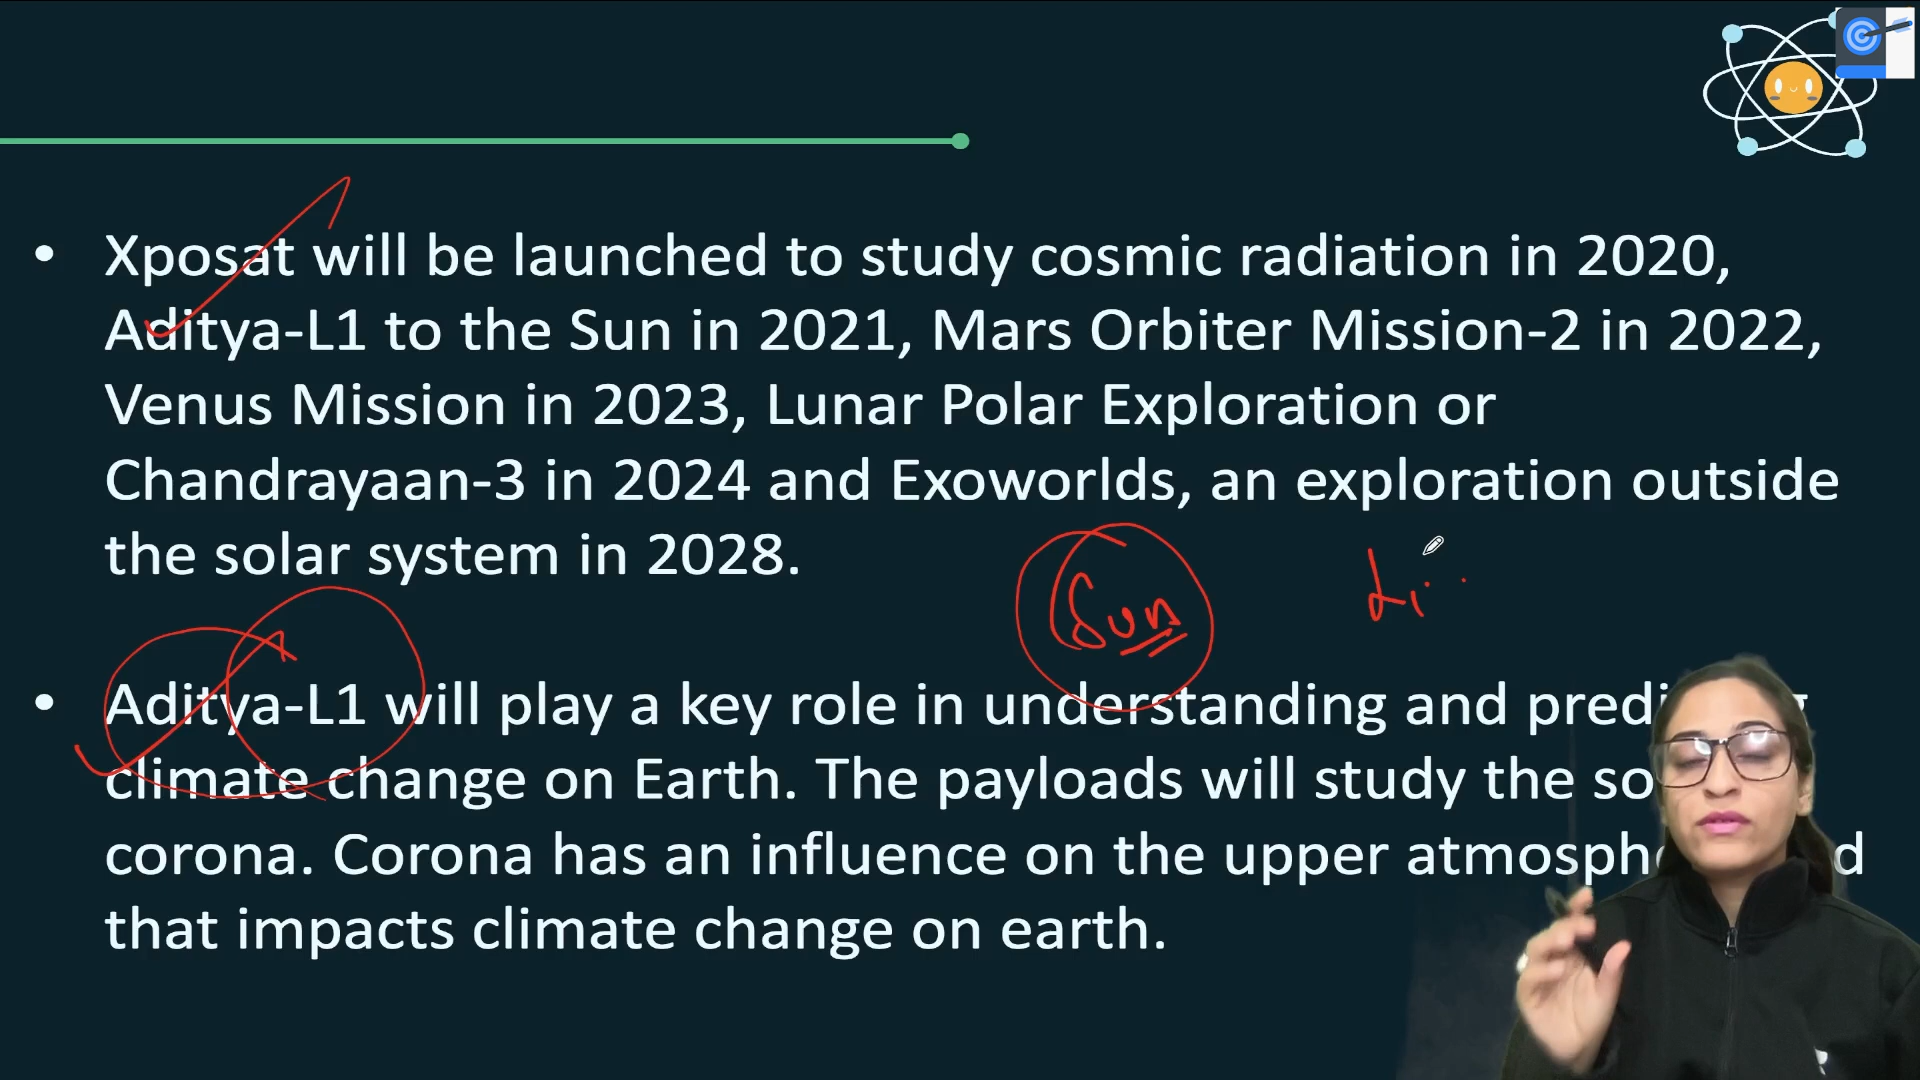 • Xposat will be launched to study cosmic radiation in 2020,
Aditya-L1 to the Sun in 2021, Mars Orbiter Mission-2 in 2022,
Venus Mission in 2023, Lunar Polar Exploration or
Chandrayaan-3 in 2024 and Exoworlds, an exploration outside
the solar system in 2028.
Sun
• Aditya-L1 will play a key role in understanding and
climate change on Earth. The payloads will study the
corona. Corona has an influence on the upper
that impacts climate change on earth.